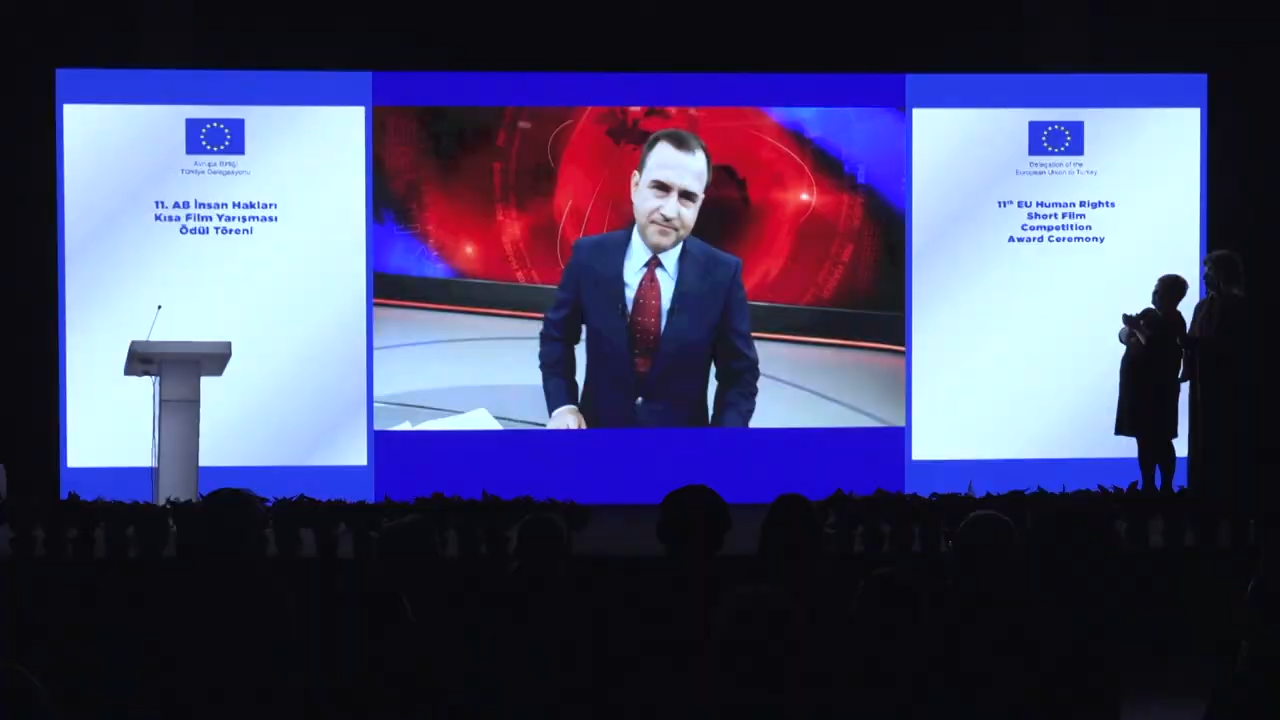 Avrupa Birliği
Türkiye Delegasyonu
11. AB İnsan Hakları
Kısa Film Yarışması
Ödül Töreni
Delegation of the
European Union to Turkey
11th EU Human Rights
Short Film
Competition
Award Ceremony